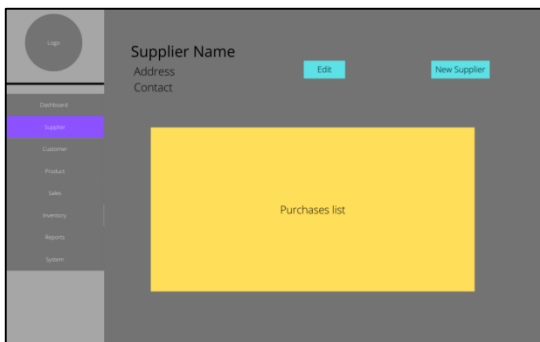 Logo
Dashboard
Supplier
Customer
Product
Sales
Inventory
Reports
System
Supplier Name
Address
Contact
Edit
New Supplier
Purchases list